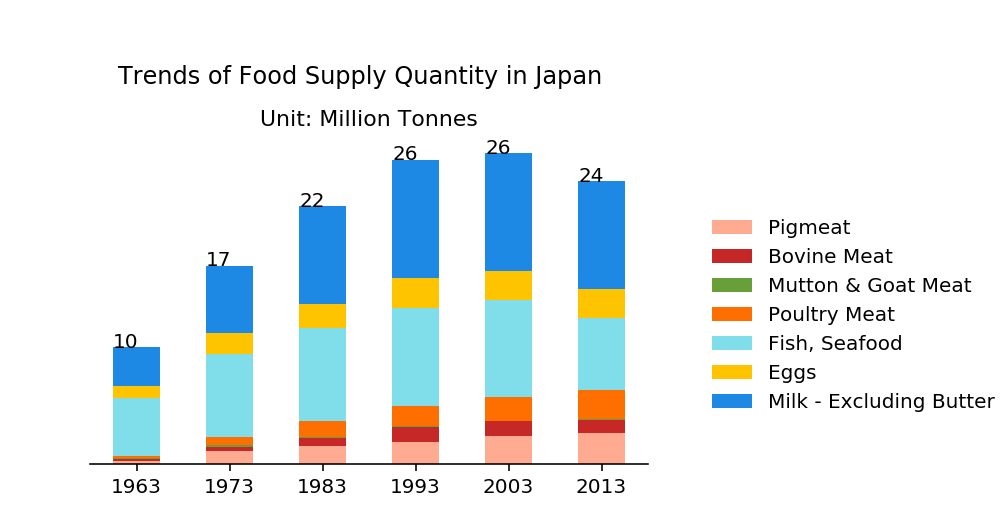 Trends of Food Supply Quantity in Japan
Unit: Million Tonnes
10
17
22
26
26
24
1963
1973
1983
1993
2003
2013
Pigmeat
Bovine Meat
Mutton & Goat Meat
Poultry Meat
Fish, Seafood
Eggs
Milk - Excluding Butter